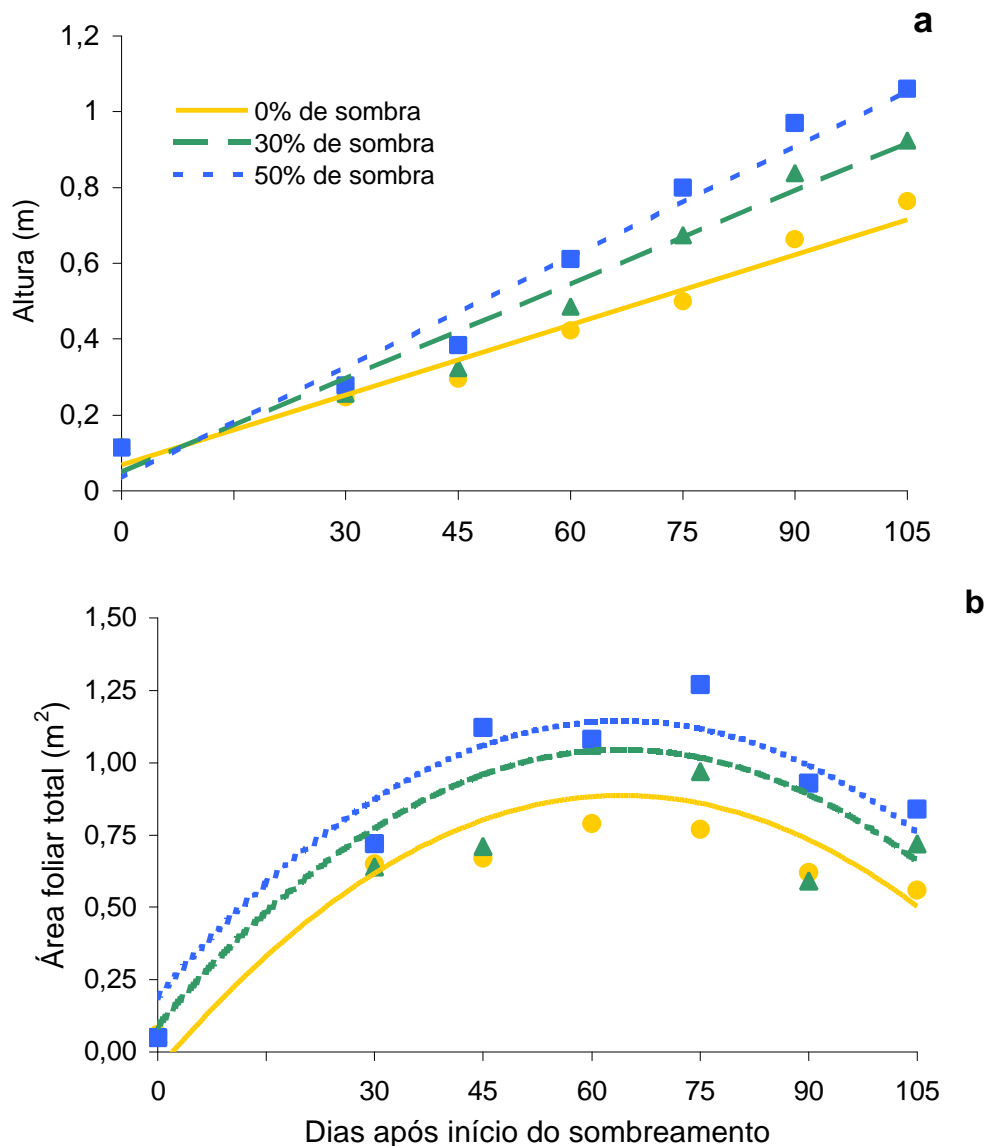 a
1,2
1
0,8
0,6
0,4
0,2
0
Altura (m)
0% de sombra
30% de sombra
50% de sombra
0 30 45 60 75 90 105
b
1,50
1,25
1,00
0,75
0,50
0,25
0,00
Área foliar total (m²)
0 30 45 60 75 90 105
Dias após início do sombreamento